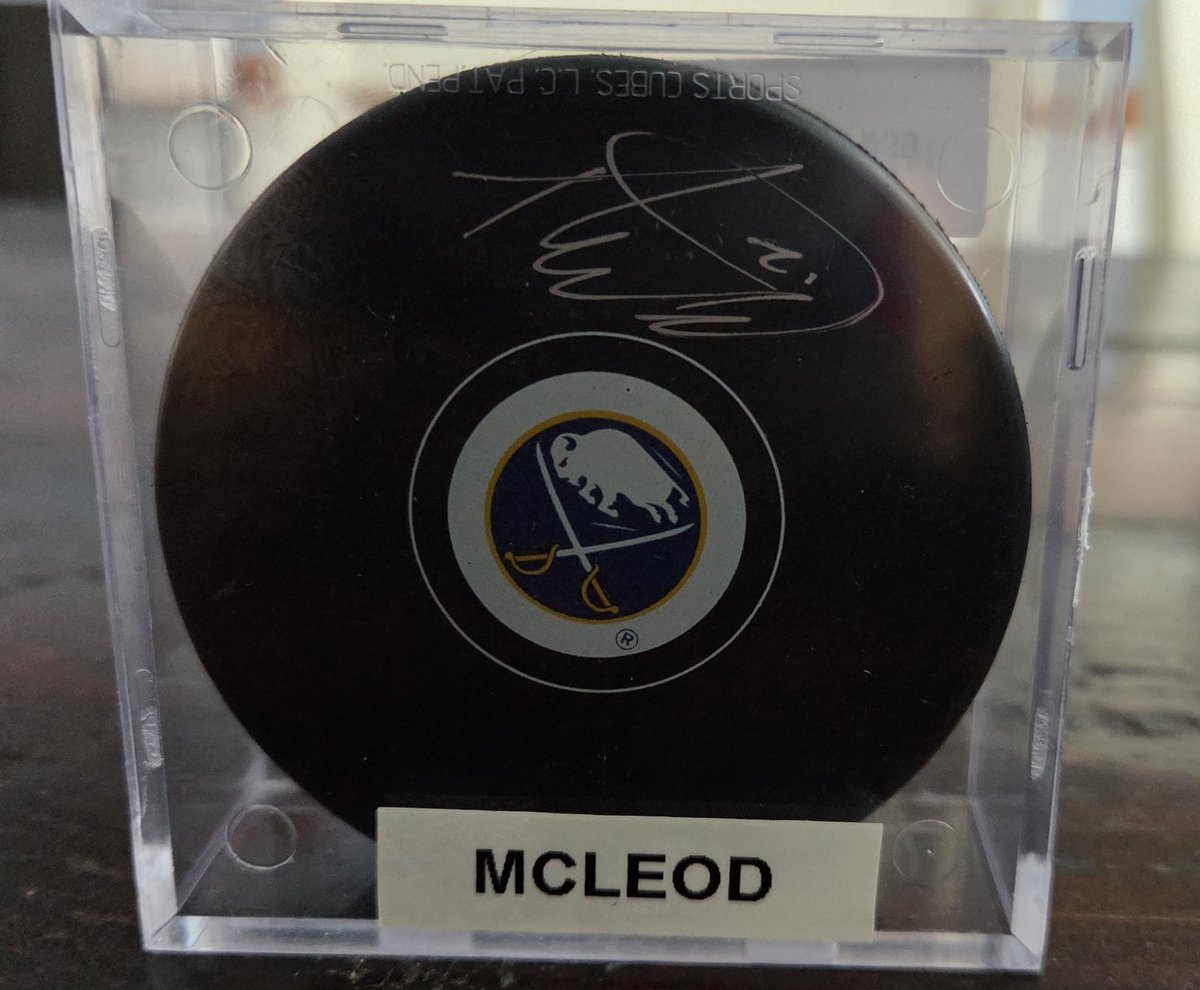 SPORTS CUBES, L.C. PAT. PEND.
®
MCLEOD